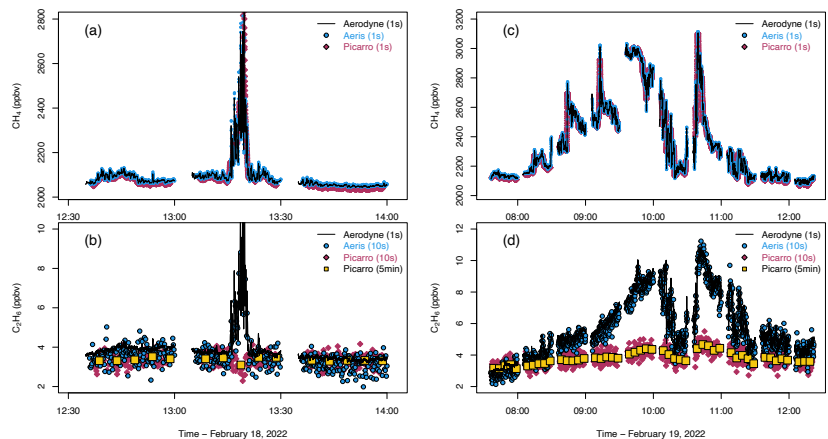 (a)
Aerodyne (1s)
Aeris (1s)
Picarro (1s)
CH4 (ppbv)
2800
2600
2400
2200
2000
12:30
13:00
13:30
14:00
(c)
Aerodyne (1s)
Aeris (1s)
Picarro (1s)
CH4 (ppbv)
3200
3000
2800
2600
2400
2200
2000
08:00
09:00
10:00
11:00
12:00
(b)
Aerodyne (1s)
Aeris (10s)
Picarro (10s)
Picarro (5min)
C2H6 (ppbv)
10
8
6
4
2
12:30
13:00
13:30
14:00
Time − February 18, 2022
(d)
Aerodyne (1s)
Aeris (10s)
Picarro (10s)
Picarro (5min)
C2H6 (ppbv)
12
10
8
6
4
2
08:00
09:00
10:00
11:00
12:00
Time − February 19, 2022